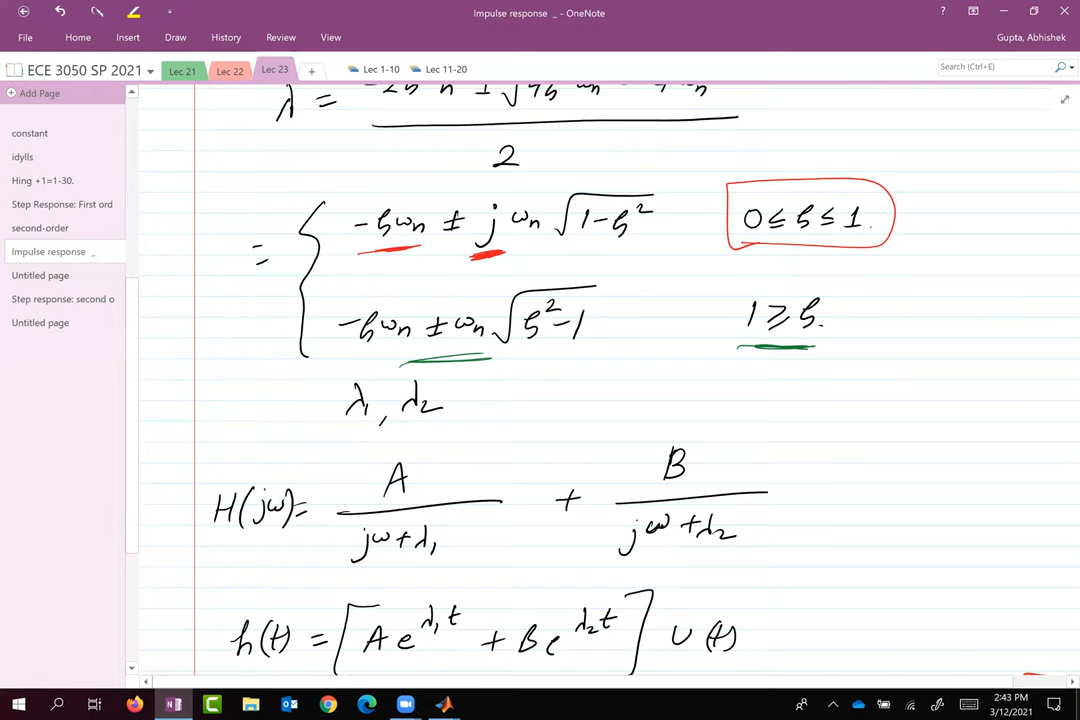 Impulse response _ - OneNote
File Home Insert Draw History Review View
Gupta, Abhishek
ECE 3050 SP 2021 Lec 21 Lec 22 Lec 23 + Lec 1-10 Lec 11-20
Search (Ctrl+E)
Add Page
constant
idylls
Hing +1=1-30.
Step Response: First ord
second-order
Impulse response _
Untitled page
Step response: second o
Untitled page
λ =
2
= { -ζωn ± j ωn √(1-ζ²) 0 ≤ ζ ≤ 1.
-ζωn ± ωn √(ζ²-1) 1 ≥ ζ.
λ1, λ2
H(jω) = A / (jω+λ1) + B / (jω+λ2)
h(t) = [A e^{λ1t} + B e^{λ2t}] U(t)
2:43 PM
3/12/2021